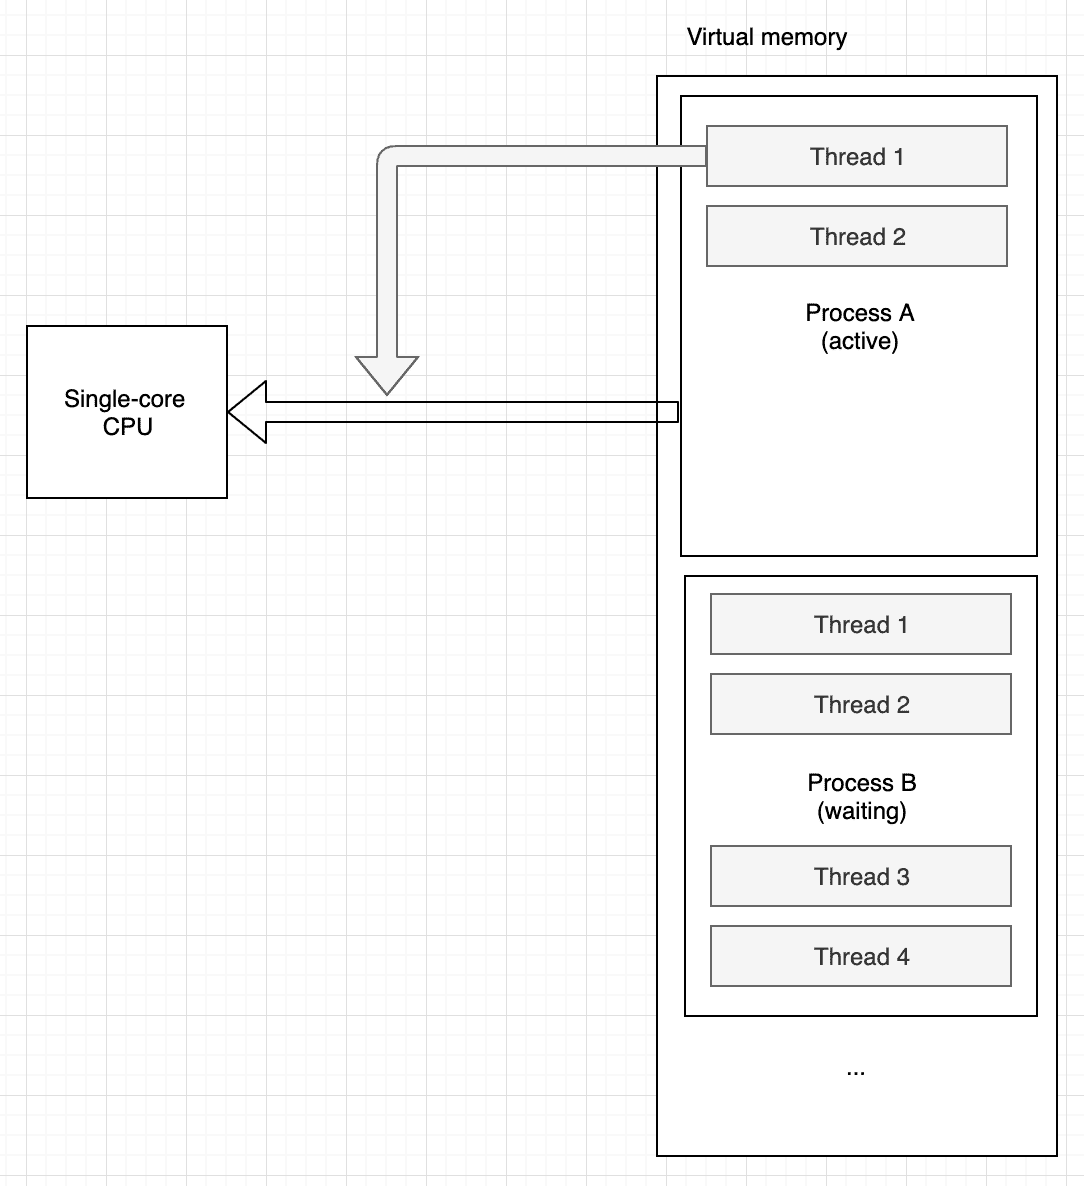 Virtual memory
Thread 1
Thread 2
Process A
(active)
Single-core
CPU
Thread 1
Thread 2
Process B
(waiting)
Thread 3
Thread 4
...